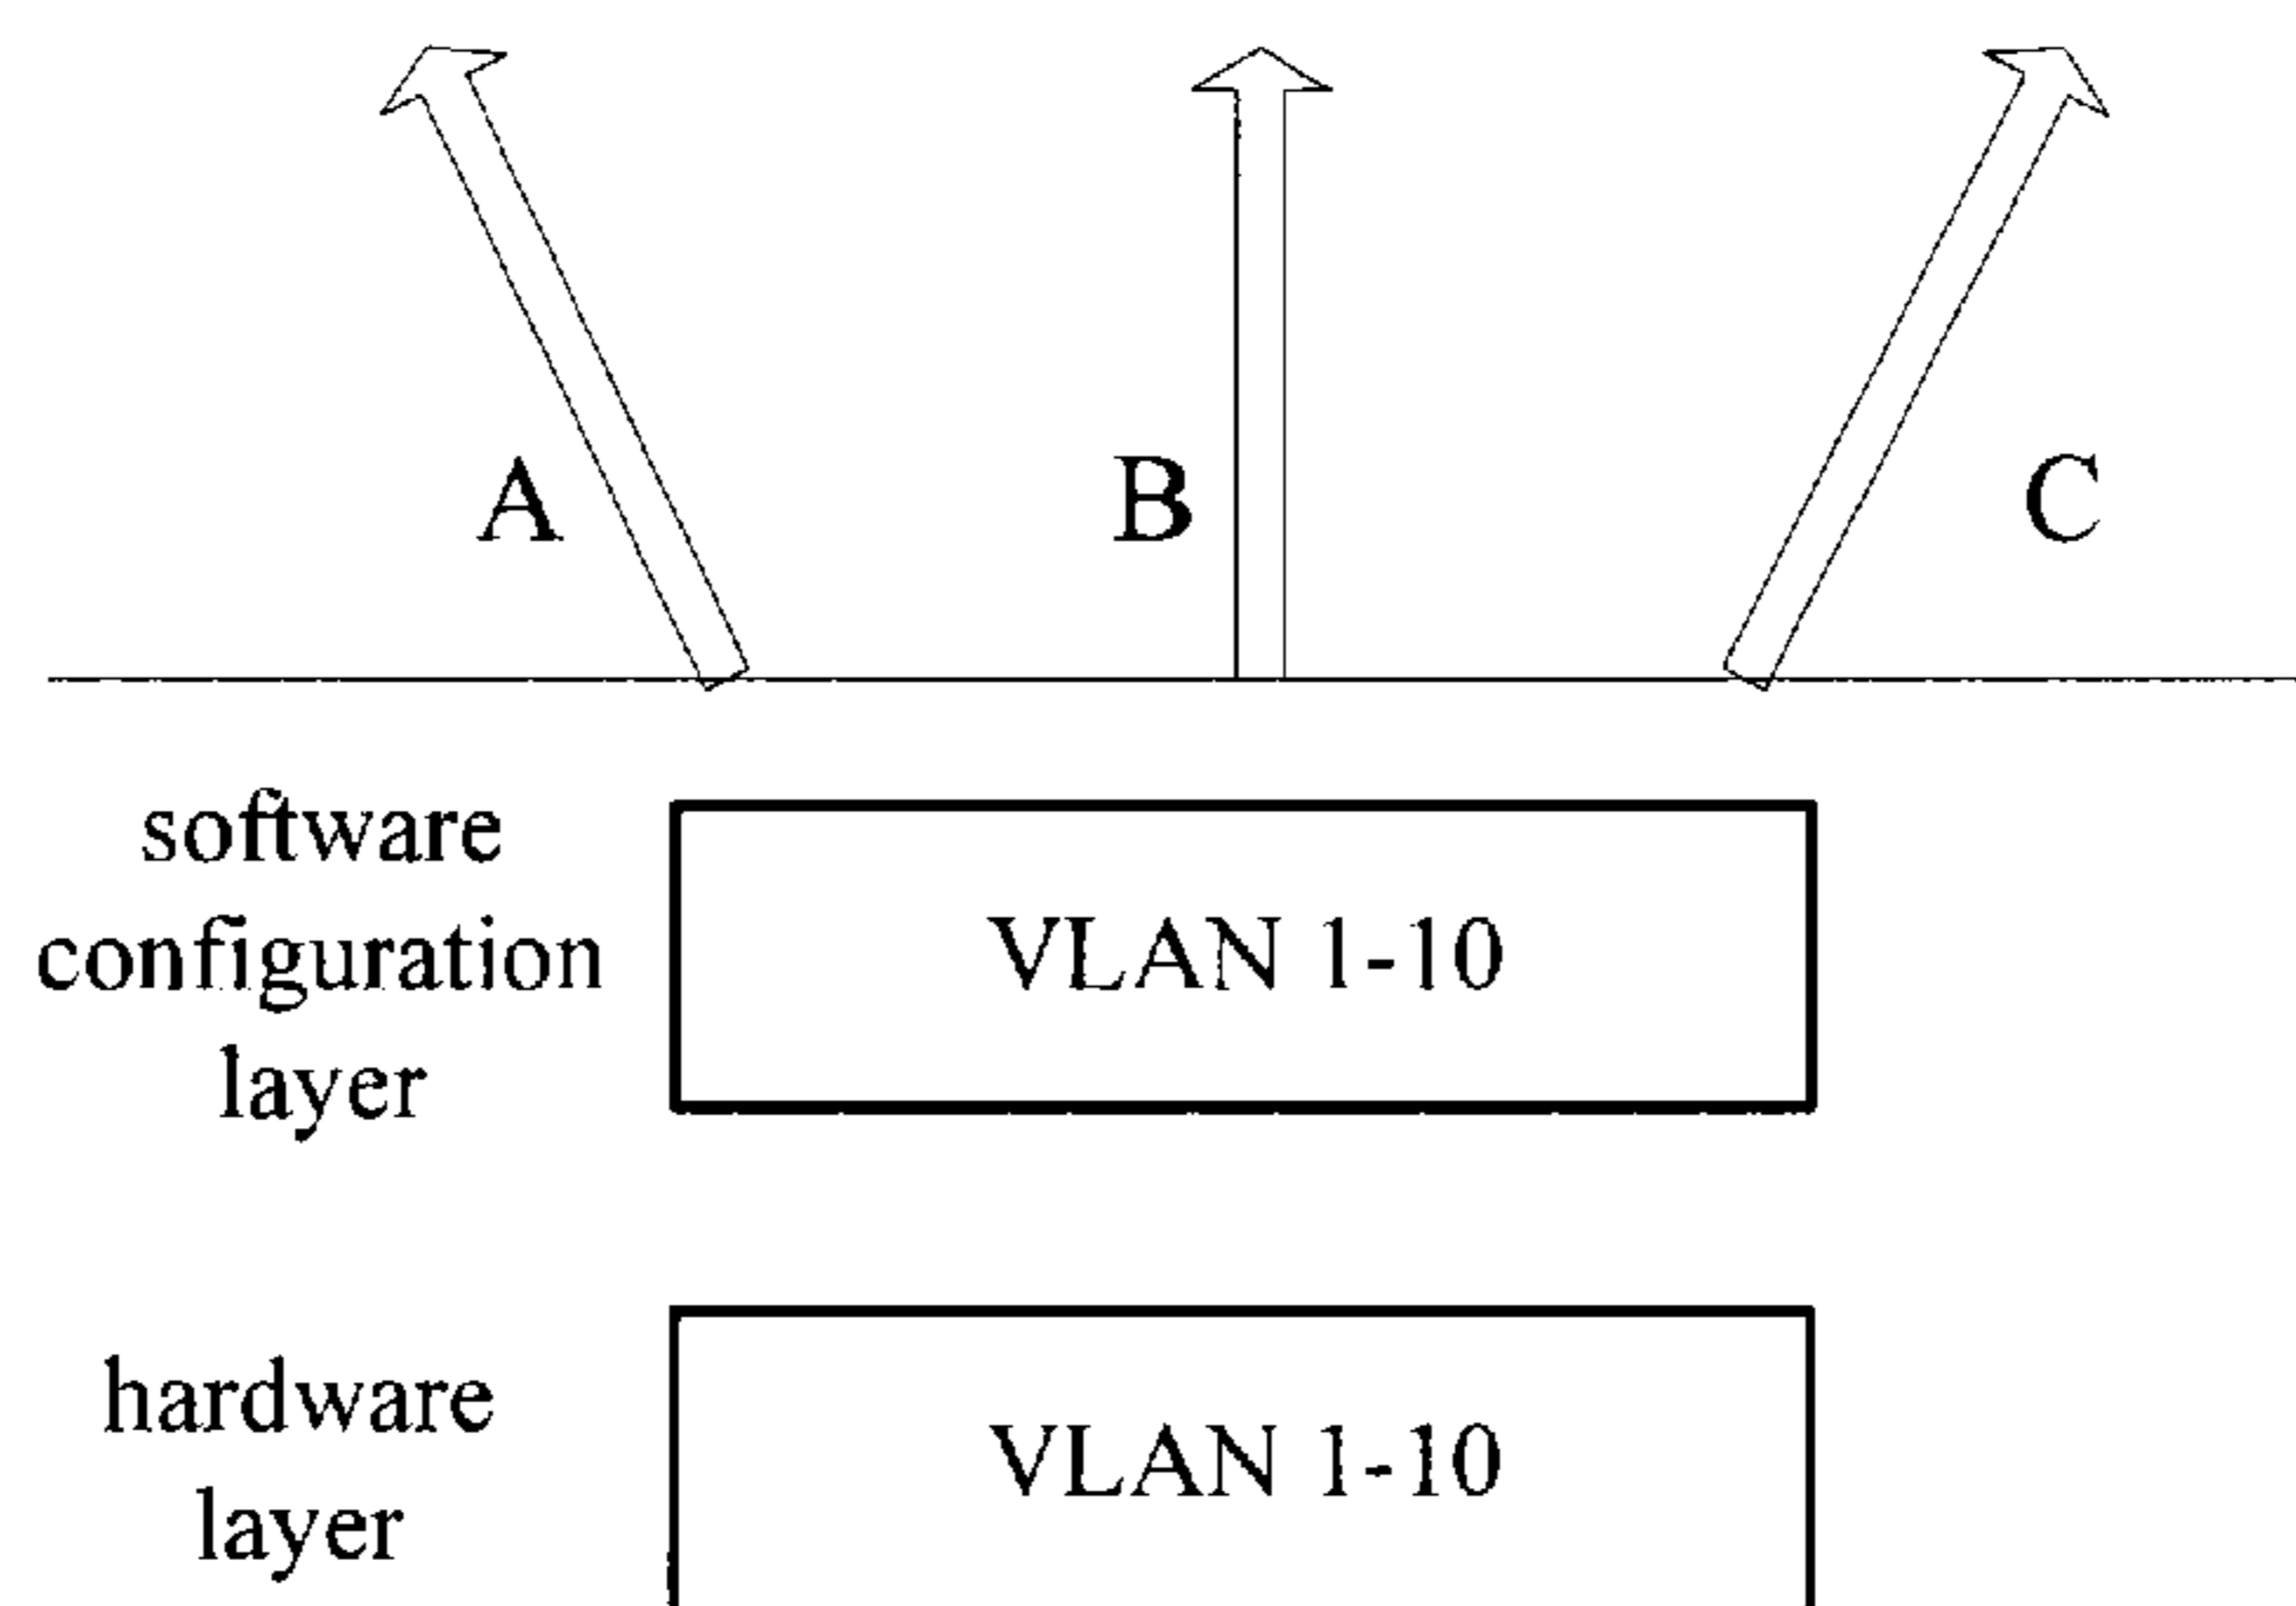 A
B
C
software
configuration
layer
VLAN 1-10
hardware
layer
VLAN 1-10